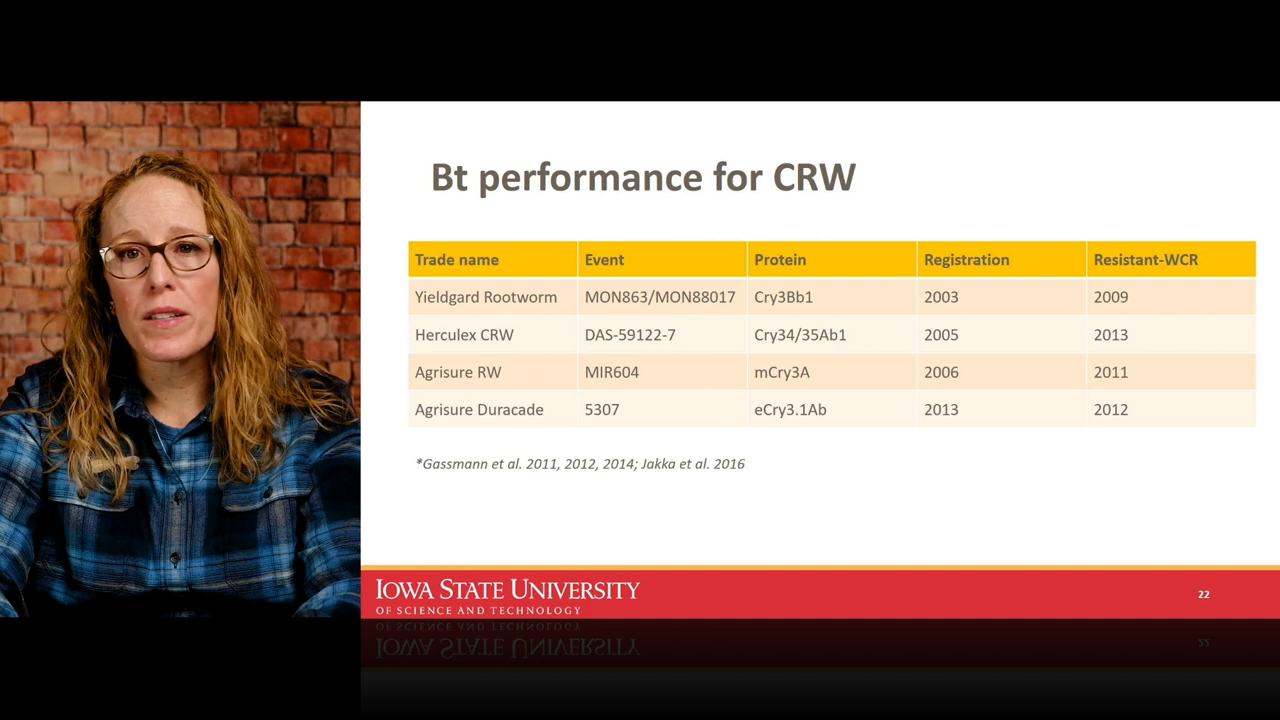 Bt performance for CRW
Trade name Event Protein Registration Resistant-WCR
Yieldgard Rootworm MON863/MON88017 Cry3Bb1 2003 2009
Herculex CRW DAS-59122-7 Cry34/35Ab1 2005 2013
Agrisure RW MIR604 mCry3A 2006 2011
Agrisure Duracade 5307 eCry3.1Ab 2013 2012
*Gassmann et al. 2011, 2012, 2014; Jakka et al. 2016
IOWA STATE UNIVERSITY
OF SCIENCE AND TECHNOLOGY
22